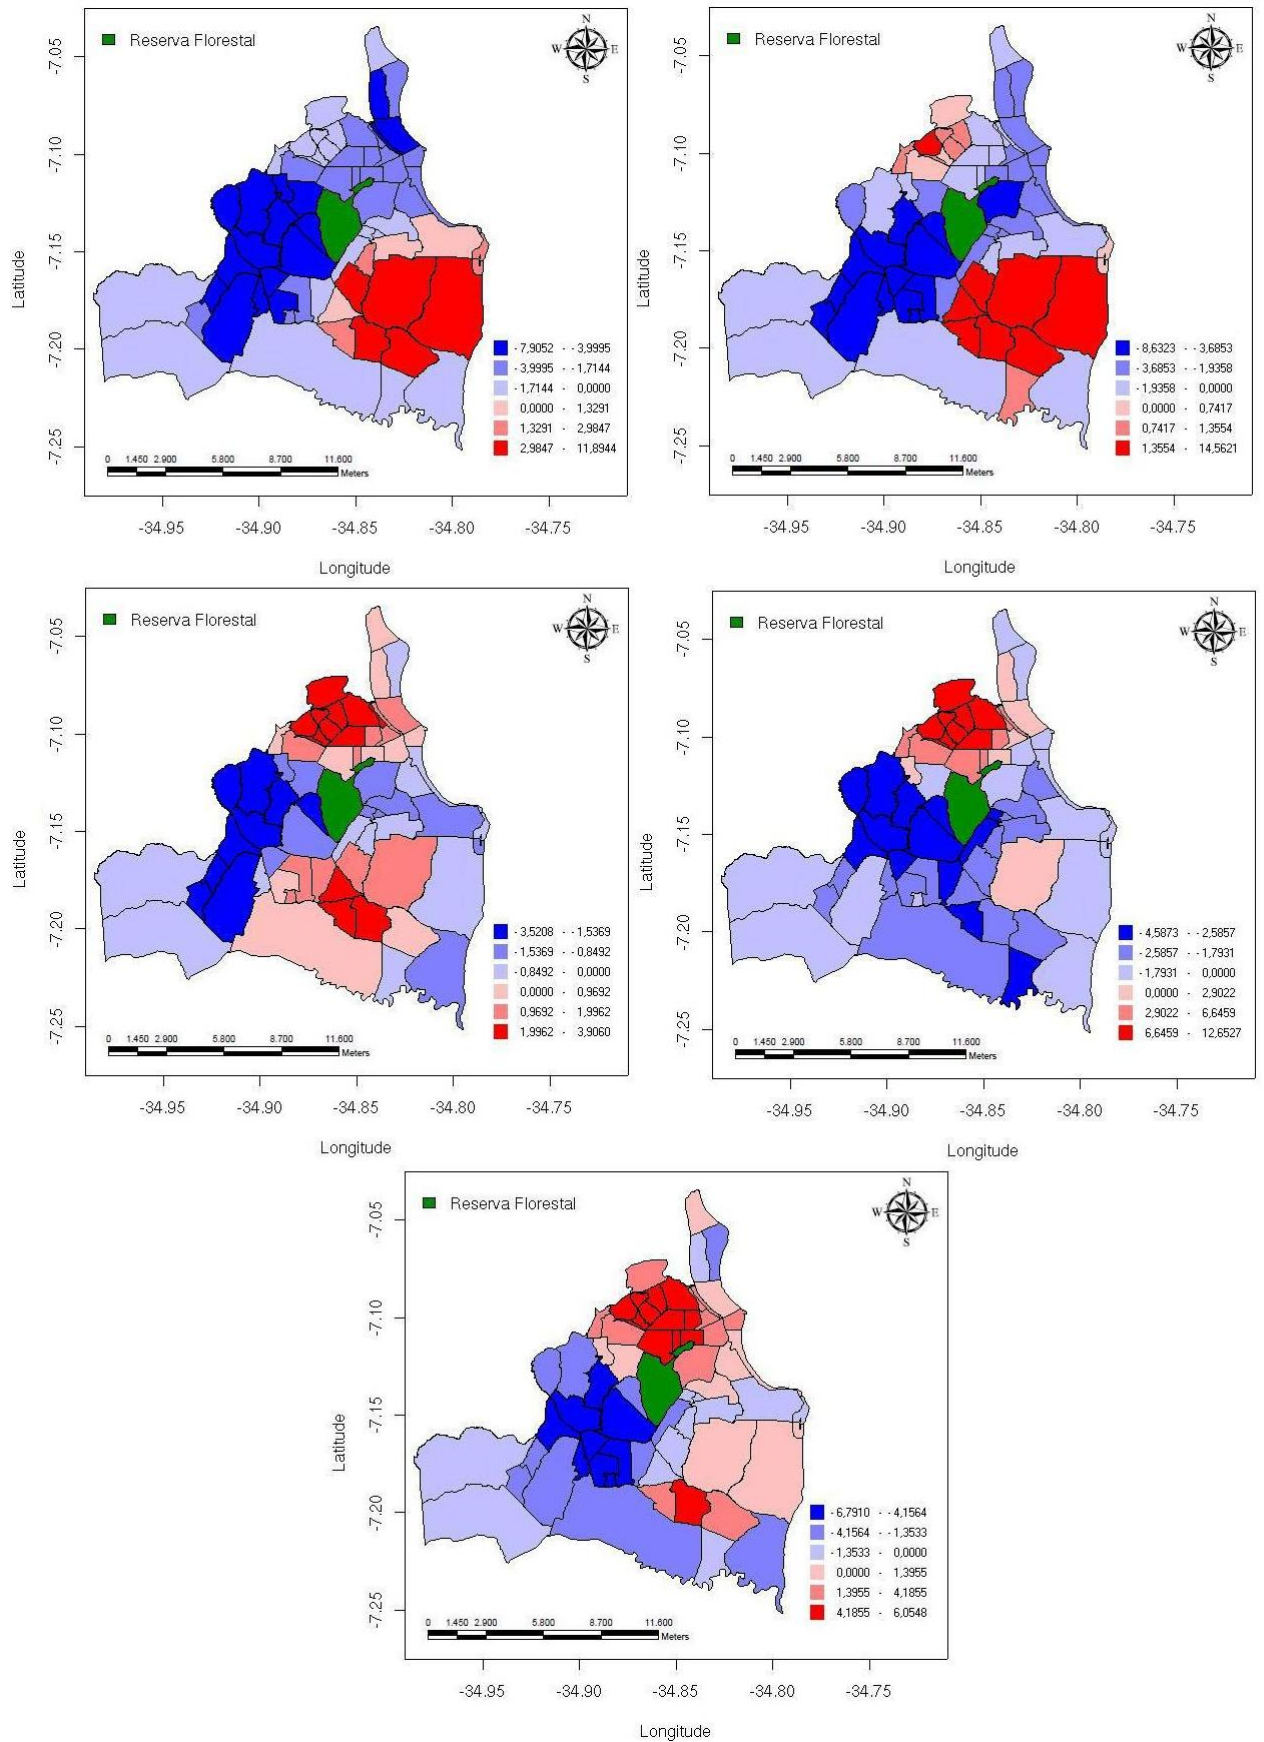 Reserva Florestal
N
W E
S
-7.05
-7.10
-7.15
-7.20
-7.25
Latitude
-7,9052 - -3,9995
-3,9995 - -1,7144
-1,7144 - 0,0000
0,0000 - 1,3291
1,3291 - 2,9847
2,9847 - 11,8944
0 1.450 2.900 5.800 8.700 11.600
Meters
-34.95 -34.90 -34.85 -34.80 -34.75
Longitude
Reserva Florestal
N
W E
S
-7.05
-7.10
-7.15
-7.20
-7.25
Latitude
-8,6323 - -3,6853
-3,6853 - -1,9358
-1,9358 - 0,0000
0,0000 - 0,7417
0,7417 - 1,3554
1,3554 - 14,5621
0 1.450 2.900 5.800 8.700 11.600
Meters
-34.95 -34.90 -34.85 -34.80 -34.75
Longitude
Reserva Florestal
N
W E
S
-7.05
-7.10
-7.15
-7.20
-7.25
Latitude
-3,5208 - -1,5369
-1,5369 - -0,8492
-0,8492 - 0,0000
0,0000 - 0,9692
0,9692 - 1,9962
1,9962 - 3,9060
0 1.450 2.900 5.800 8.700 11.600
Meters
-34.95 -34.90 -34.85 -34.80 -34.75
Longitude
Reserva Florestal
N
W E
S
-7.05
-7.10
-7.15
-7.20
-7.25
Latitude
-4,5873 - -2,5857
-2,5857 - -1,7931
-1,7931 - 0,0000
0,0000 - 2,9022
2,9022 - 6,6459
6,6459 - 12,6527
0 1.450 2.900 5.800 8.700 11.600
Meters
-34.95 -34.90 -34.85 -34.80 -34.75
Longitude
Reserva Florestal
N
W E
S
-7.05
-7.10
-7.15
-7.20
-7.25
Latitude
-6,7910 - -4,1564
-4,1564 - -1,3533
-1,3533 - 0,0000
0,0000 - 1,3955
1,3955 - 4,1855
4,1855 - 6,0548
0 1.450 2.900 5.800 8.700 11.600
Meters
-34.95 -34.90 -34.85 -34.80 -34.75
Longitude